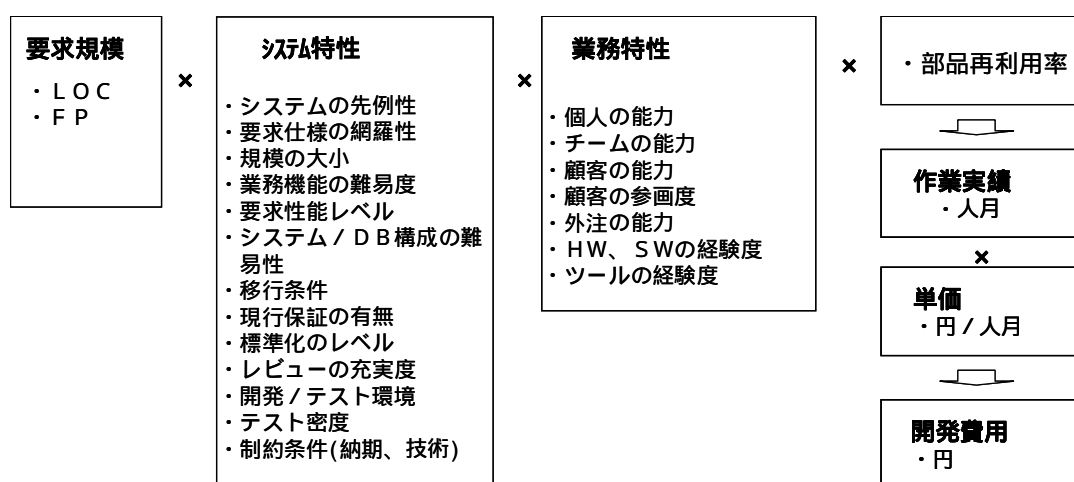 要求規模
・ＬＯＣ
・ＦＰ
×
ｼｽﾃﾑ特性
・システムの先例性
・要求仕様の網羅性
・規模の大小
・業務機能の難易度
・要求性能レベル
・システム／ＤＢ構成の難
易性
・移行条件
・現行保証の有無
・標準化のレベル
・レビューの充実度
・開発／テスト環境
・テスト密度
・制約条件(納期、技術)
×
業務特性
・個人の能力
・チームの能力
・顧客の能力
・顧客の参画度
・外注の能力
・ＨＷ、ＳＷの経験度
・ツールの経験度
×
・部品再利用率
作業実績
・人月
×
単価
・円／人月
開発費用
・円